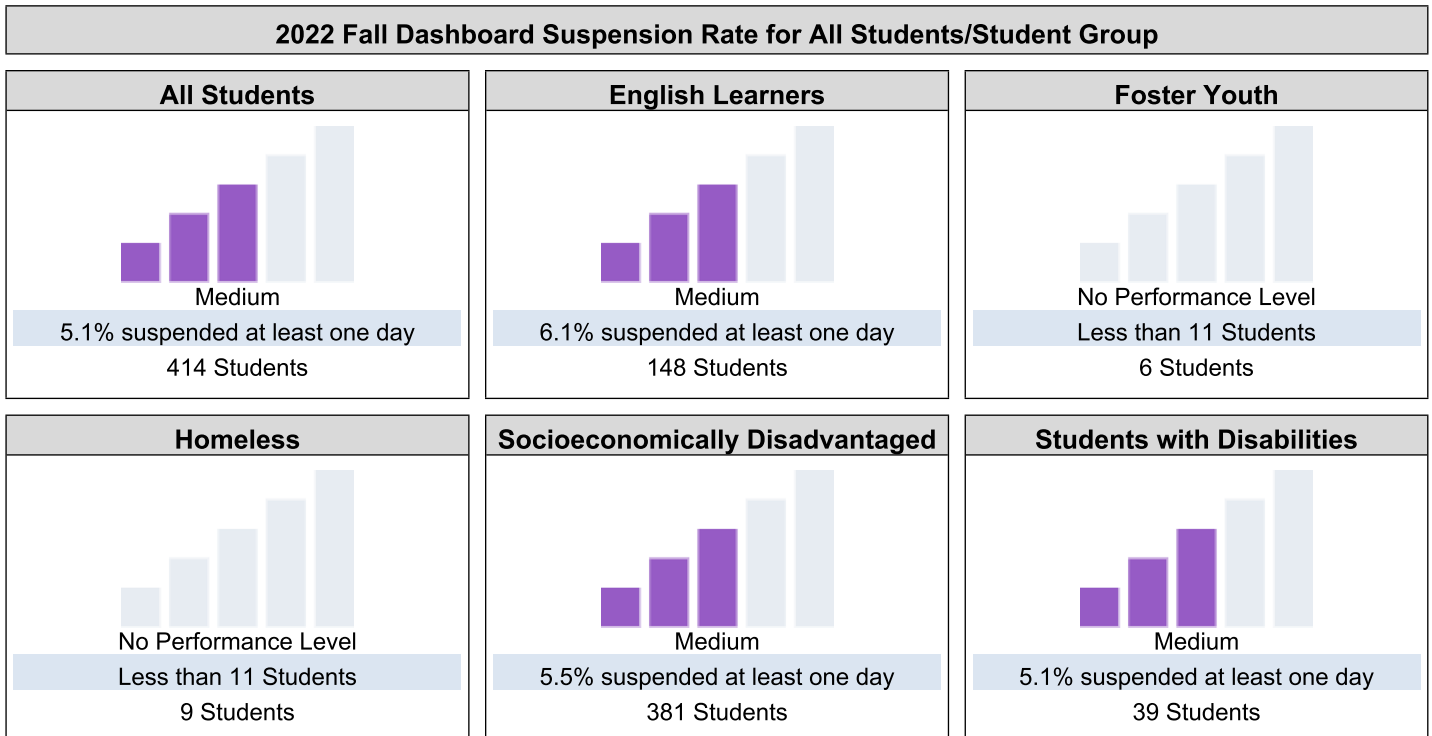 2022 Fall Dashboard Suspension Rate for All Students/Student Group
All Students
Medium
5.1% suspended at least one day
414 Students
English Learners
Medium
6.1% suspended at least one day
148 Students
Foster Youth
No Performance Level
Less than 11 Students
6 Students
Homeless
No Performance Level
Less than 11 Students
9 Students
Socioeconomically Disadvantaged
Medium
5.5% suspended at least one day
381 Students
Students with Disabilities
Medium
5.1% suspended at least one day
39 Students